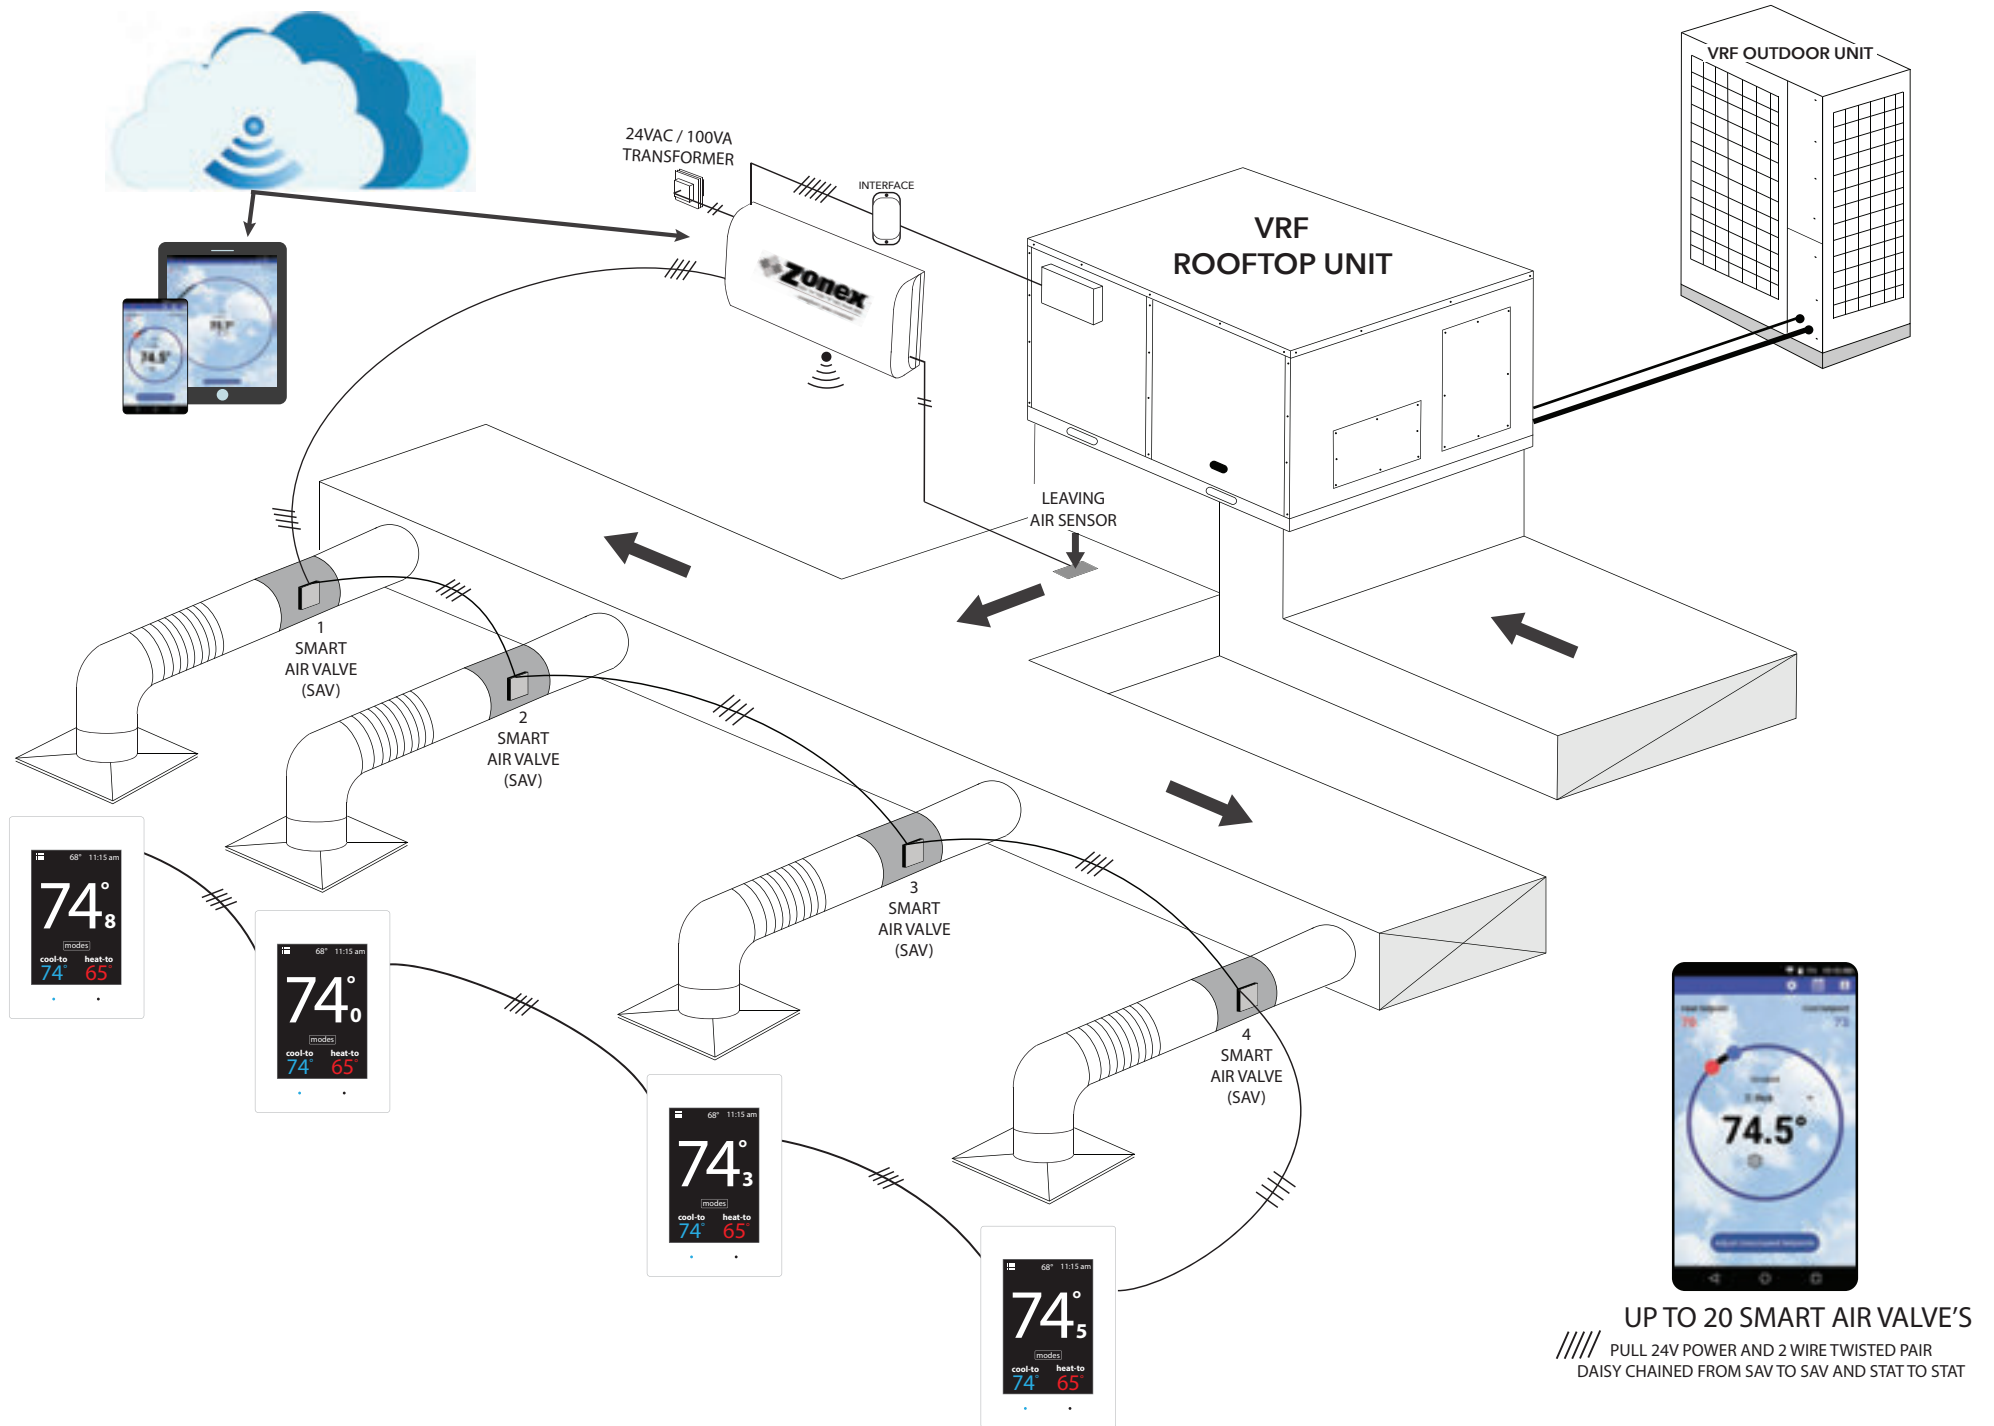 VRF OUTDOOR UNIT
24VAC / 100VA
TRANSFORMER
INTERFACE
VRF
ROOFTOP UNIT
zonex
74.5°
LEAVING
AIR SENSOR
1
SMART
AIR VALVE
(SAV)
2
SMART
AIR VALVE
(SAV)
3
SMART
AIR VALVE
(SAV)
4
SMART
AIR VALVE
(SAV)
68° 11:15 am
74°8
modes
cool-to heat-to
74° 65°
68° 11:15 am
74°0
modes
cool-to heat-to
74° 65°
68° 11:15 am
74°3
modes
cool-to heat-to
74° 65°
68° 11:15 am
74°5
modes
cool-to heat-to
74° 65°
74.5°
UP TO 20 SMART AIR VALVE'S
PULL 24V POWER AND 2 WIRE TWISTED PAIR
DAISY CHAINED FROM SAV TO SAV AND STAT TO STAT